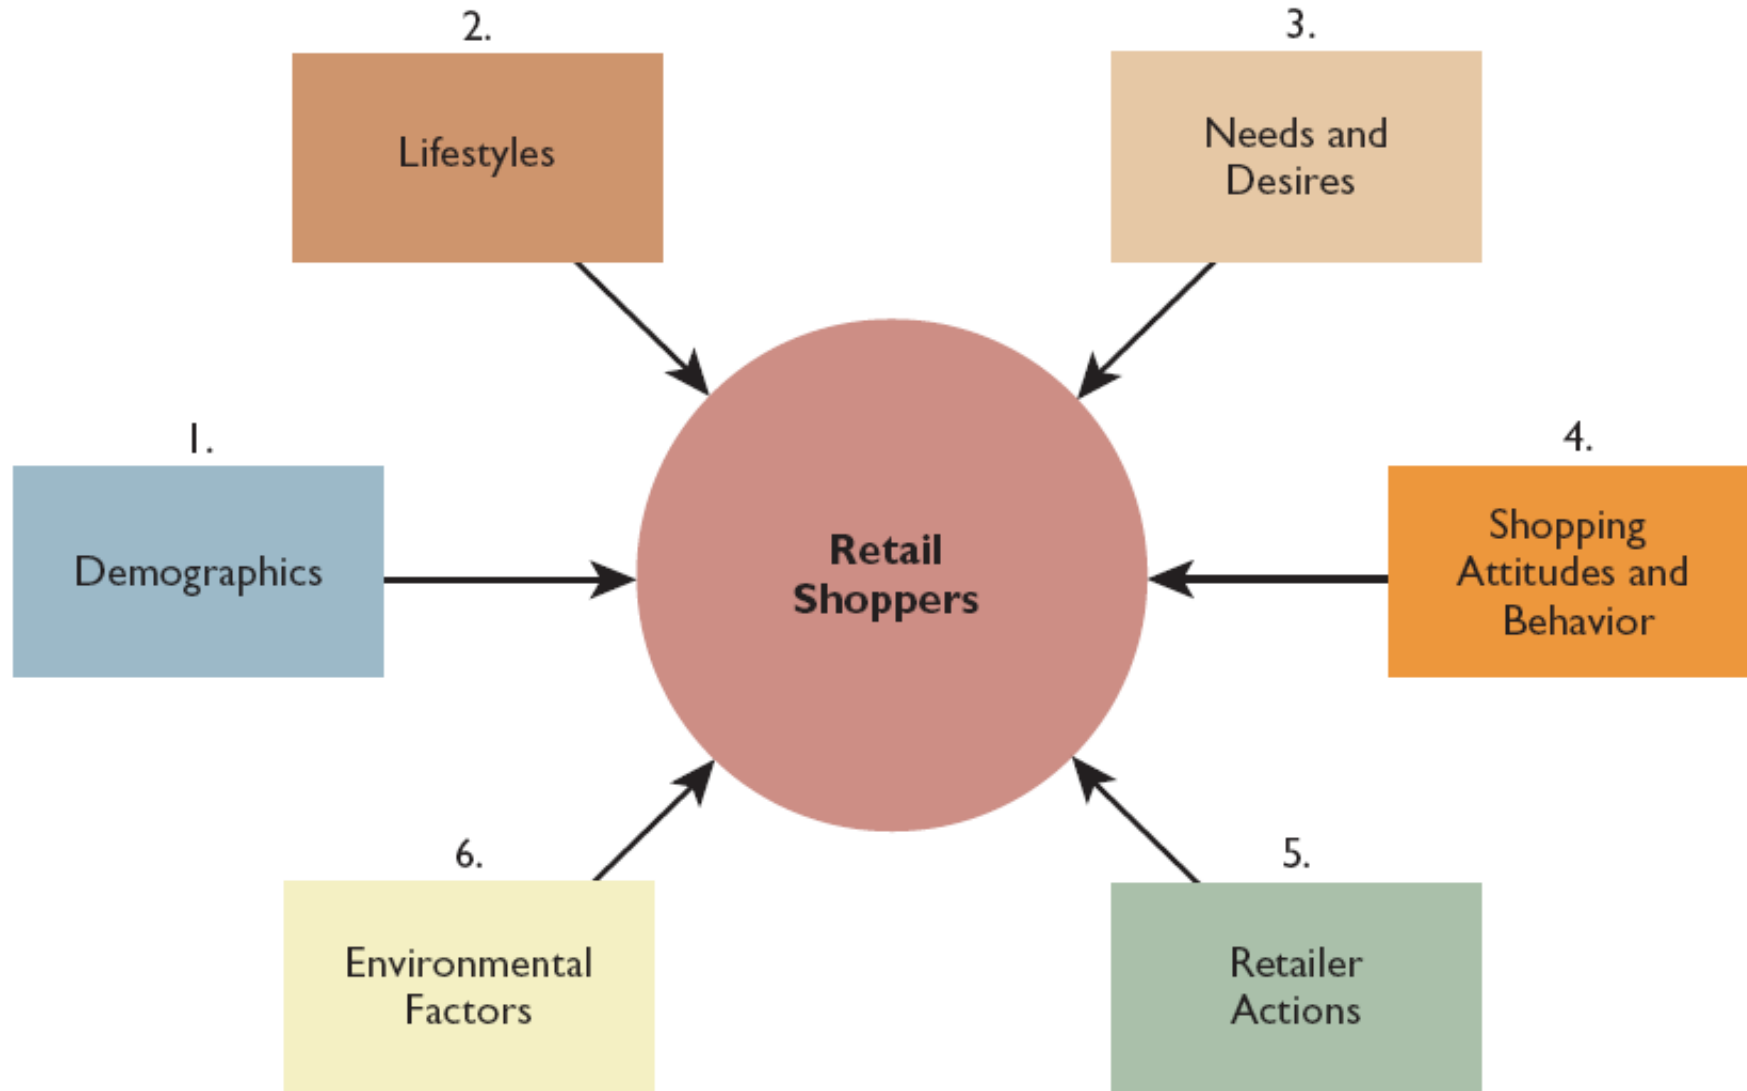 2.
Lifestyles
3.
Needs and
Desires
1.
Demographics
Retail
Shoppers
4.
Shopping
Attitudes and
Behavior
6.
Environmental
Factors
5.
Retailer
Actions